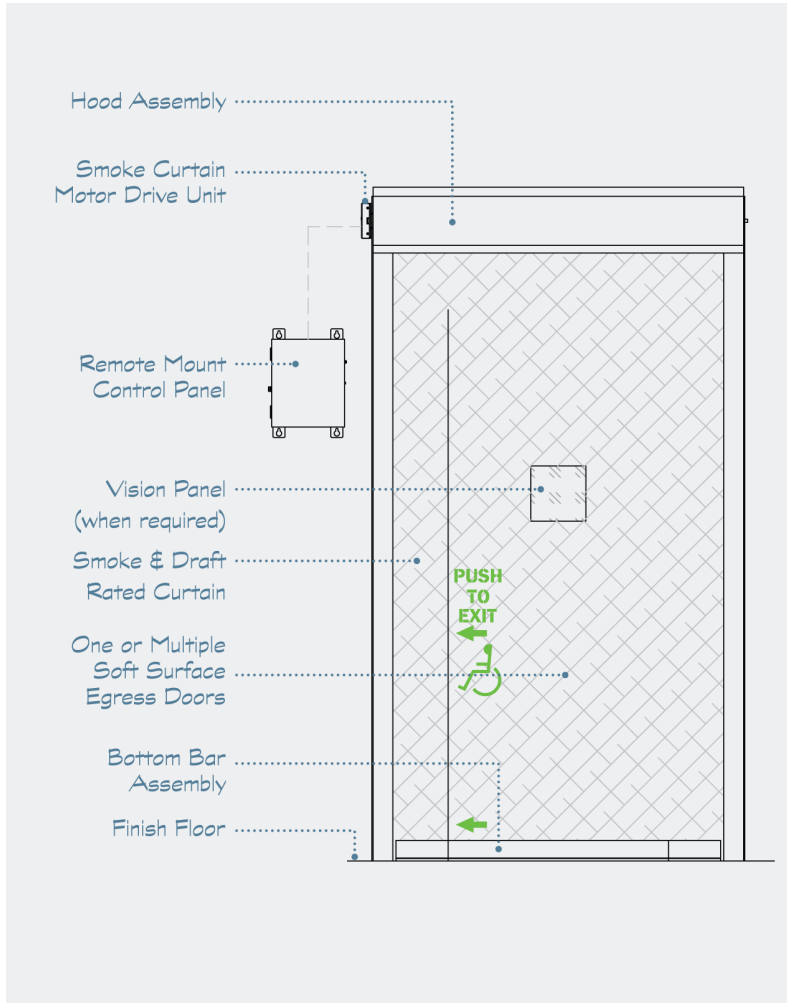 Hood Assembly
Smoke Curtain
Motor Drive Unit
Remote Mount
Control Panel
Vision Panel
(when required)
Smoke & Draft
Rated Curtain
PUSH
TO
EXIT
One or Multiple
Soft Surface
Egress Doors
Bottom Bar
Assembly
Finish Floor